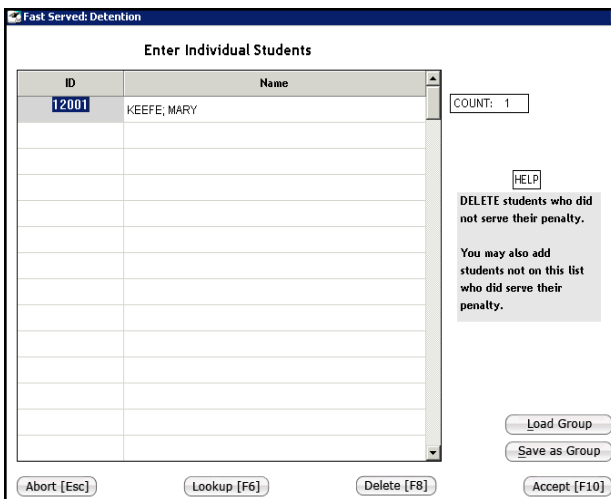 Fast Served: Detention
Enter Individual Students
ID Name
12001 KEEFE; MARY
COUNT: 1
HELP
DELETE students who did
not serve their penalty.
You may also add
students not on this list
who did serve their
penalty.
Load Group
Save as Group
Abort [Esc] Lookup [F6] Delete [F8] Accept [F10]